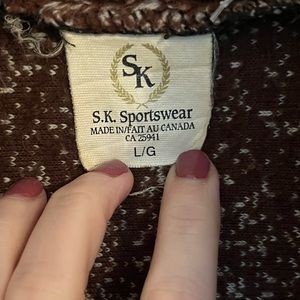 SK
S.K. Sportswear
MADE IN/FAIT AU CANADA
CA 25941
L/G